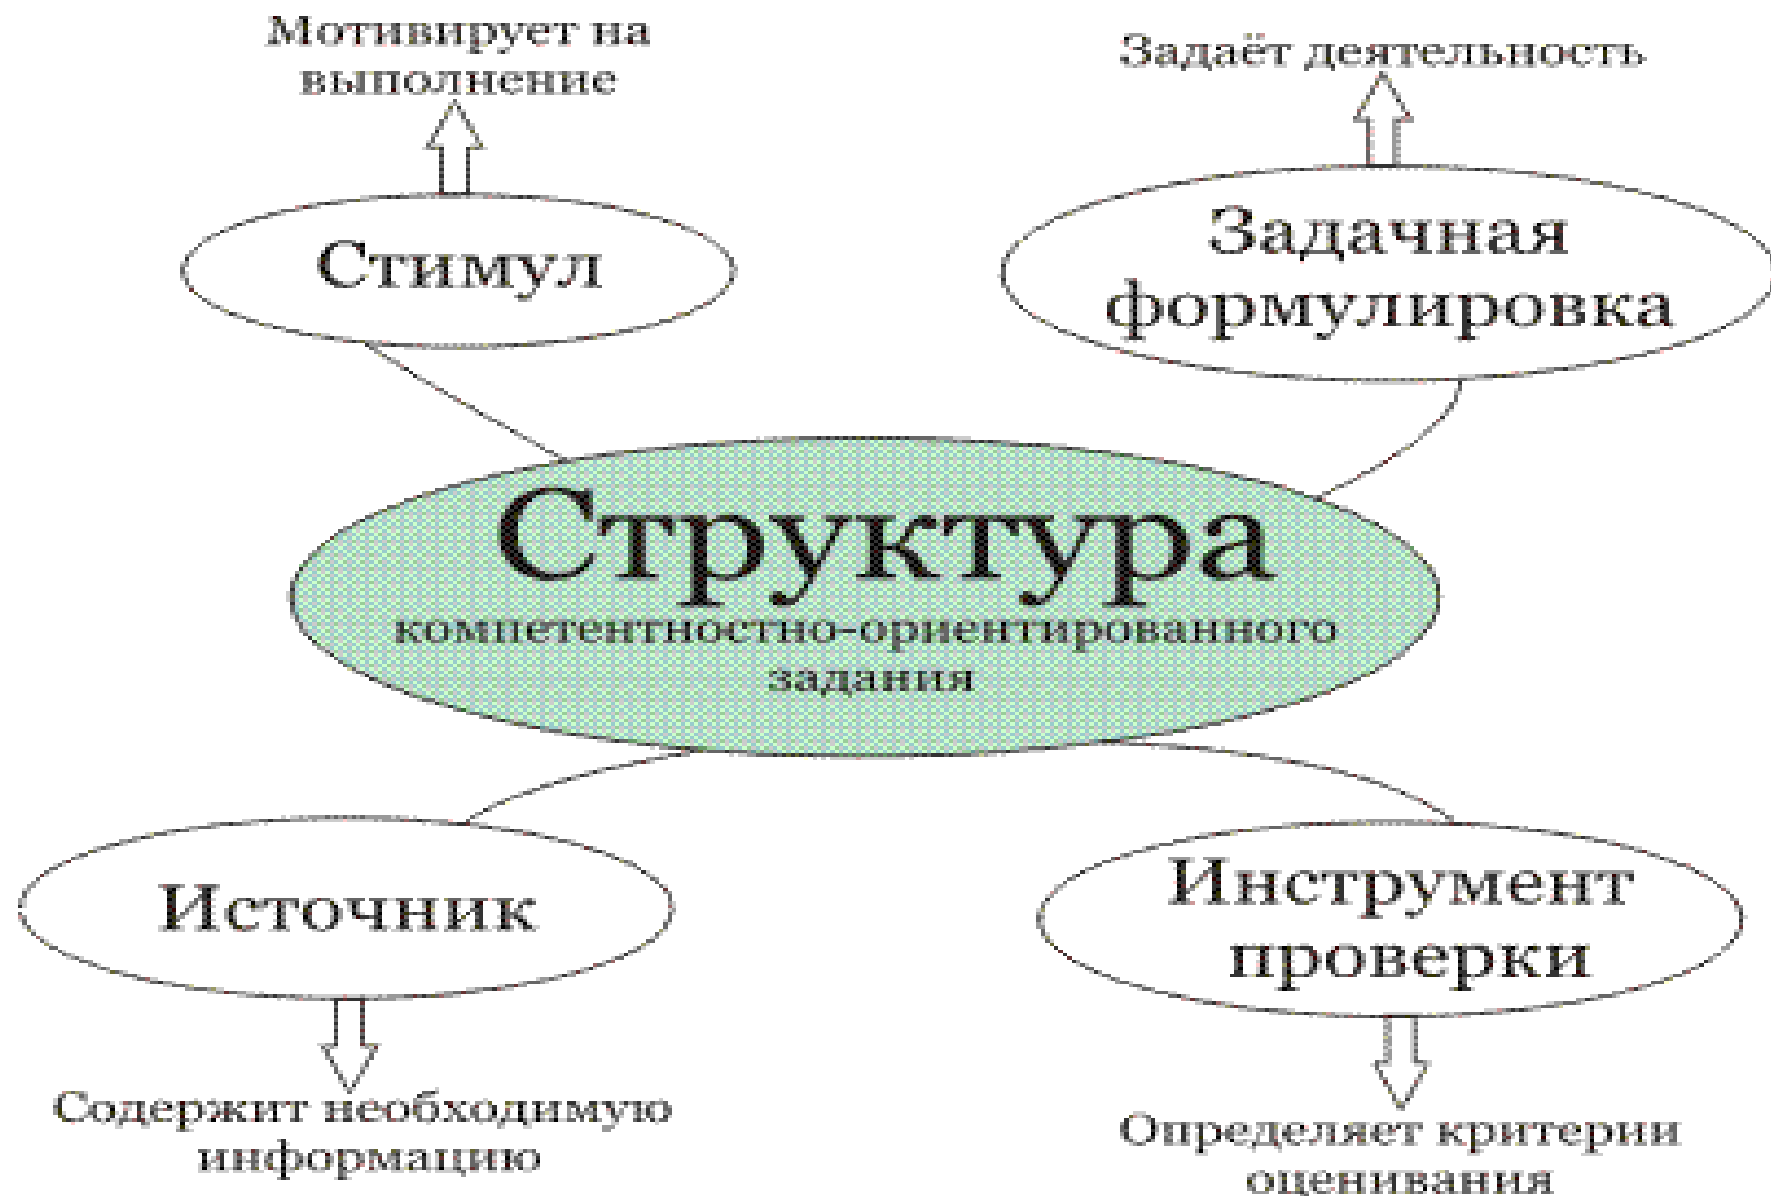 Мотивирует на
выполнение
Задаёт деятельность
Стимул
Задачная
формулировка
Структура
компетентностно-ориентированного
задания
Источник
Инструмент
проверки
Содержит необходимую
информацию
Определяет критерии
оценивания